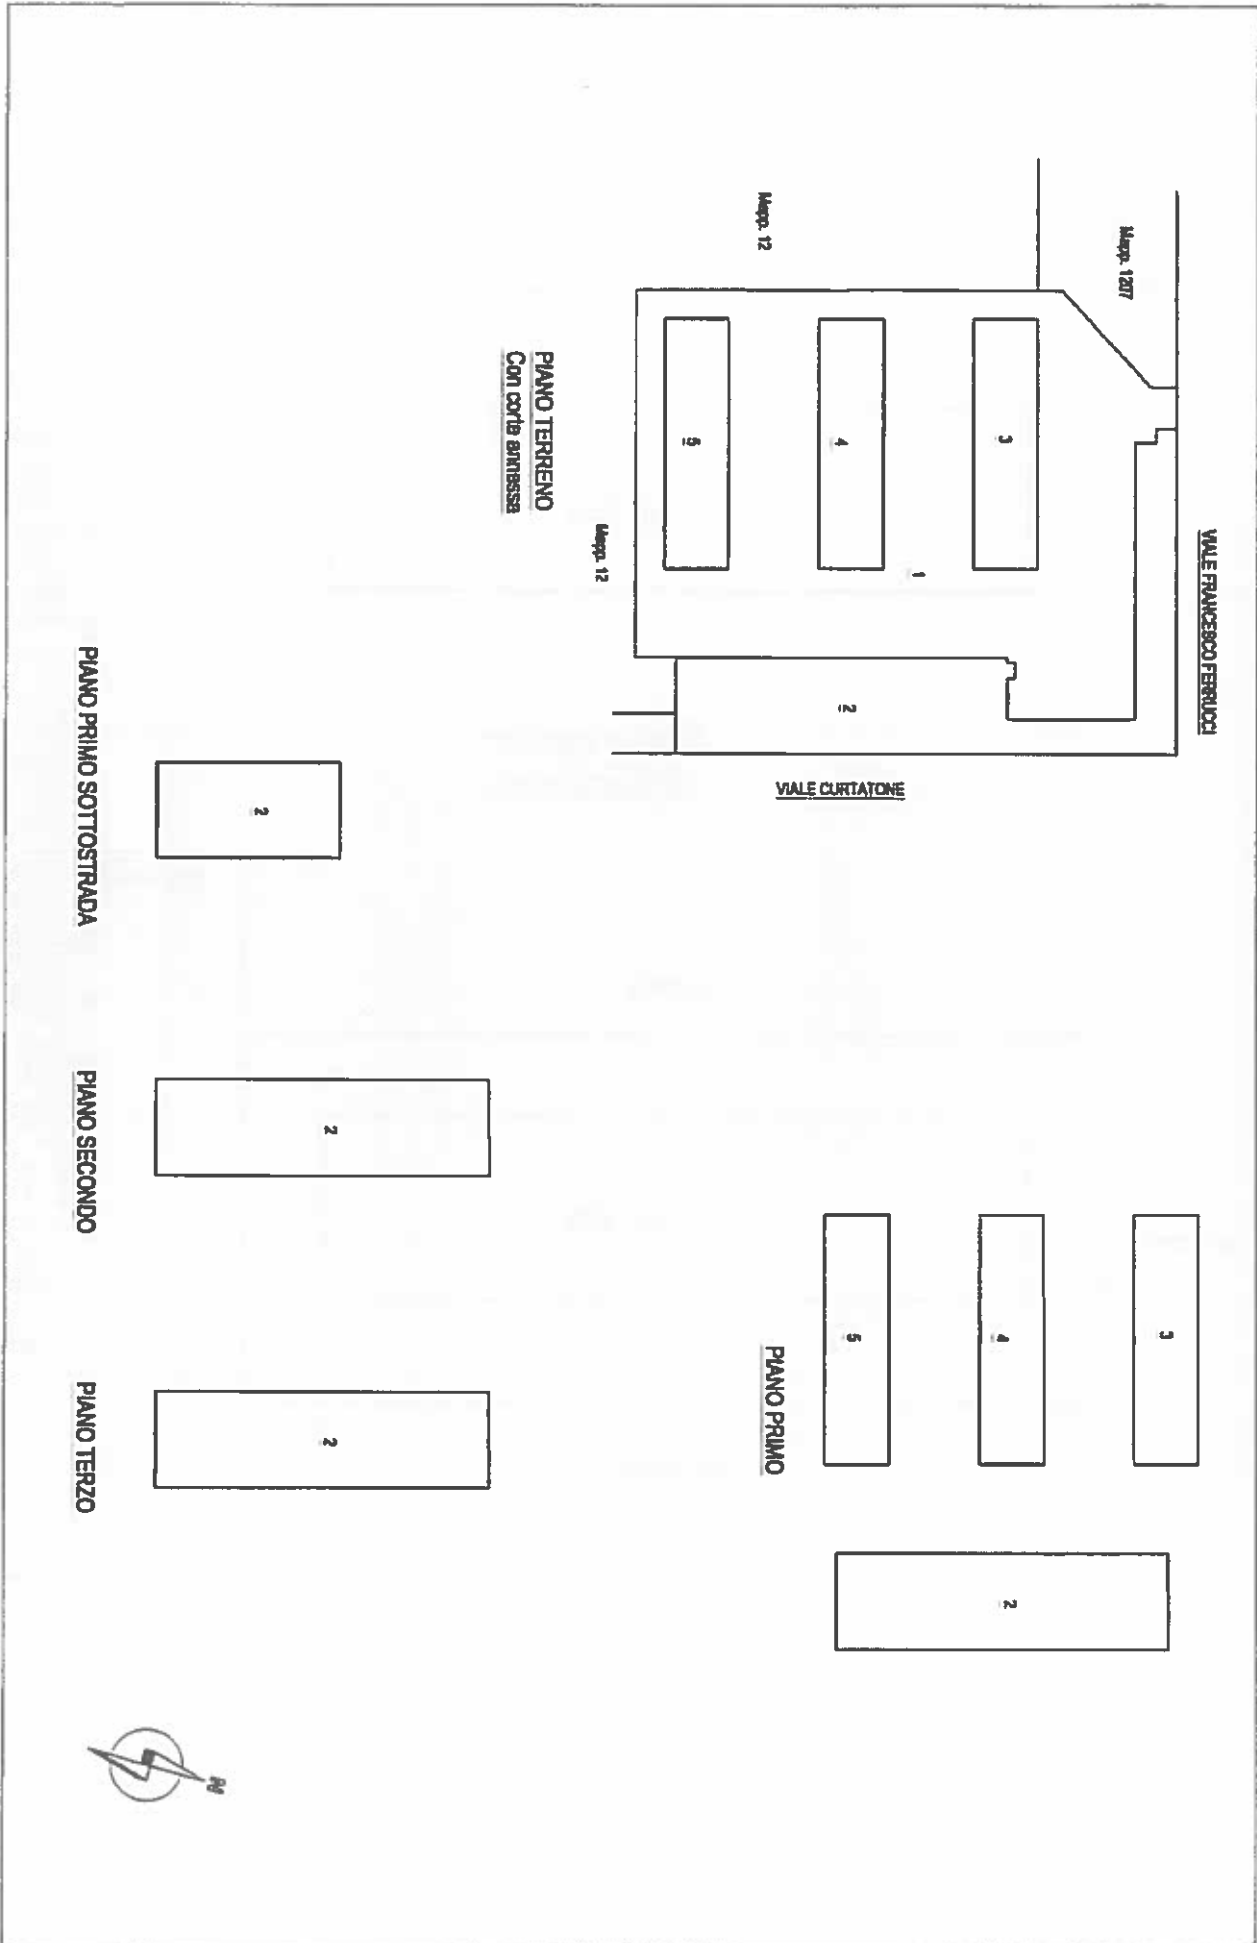 VIALE FRANCESCO FERRUCCI
Mapp. 1207
Mapp. 12
3
4
5
1
2
VIALE CURTATONE
Mapp. 12
PIANO TERRENO
Con corte annessa
3
4
5
2
PIANO PRIMO
2
PIANO PRIMO SOTTOSTRADA
2
PIANO SECONDO
2
PIANO TERZO
N